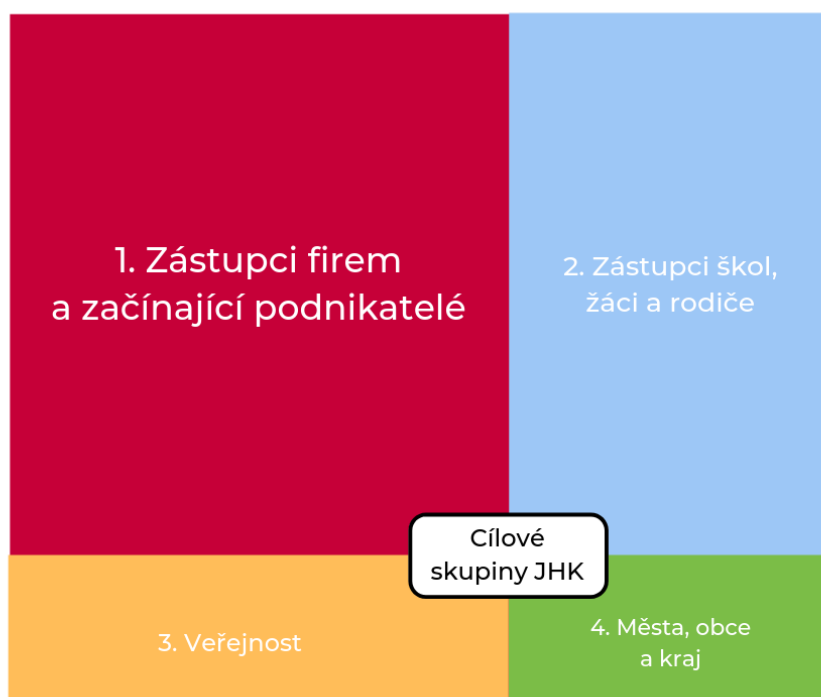 1. Zástupci firem
a začínající podnikatelé
2. Zástupci škol,
žáci a rodiče
Cílové
skupiny JHK
3. Veřejnost
4. Města, obce
a kraj